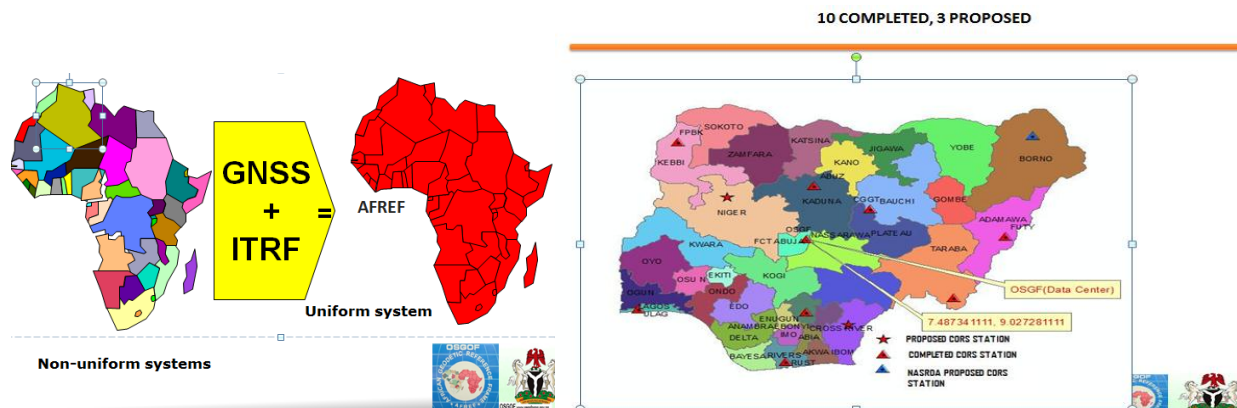 GNSS
+
ITRF
=
AFREF
Uniform system
Non-uniform systems
OSGOF
AFREF
10 COMPLETED, 3 PROPOSED
SOKOTO
FPBK
KEBBI
ZAMFARA
KATSINA
KANO
JIGAWA
YOBE
BORNO
ABUZ
KADUNA
CGGT
BAUCHI
GOMBE
ADAMAWA
FUTY
NIGER
OSGF
NASSARAWA
PLATEAU
FCT ABUJA
TARABA
KWARA
OYO
OSUN
EKITI
KOGI
OGUN
ONDO
LAGOS
ULAG
EDO
ENUGU
ANAMBRA
EBONYI
CROSS RIVER
DELTA
IMO
ABIA
BAYESA
RIVERS
AKWA IBOM
RUST
OSGF(Data Center)
7.487341111, 9.027281111
PROPOSED CORS STATION
COMPLETED CORS STATION
NASRDA PROPOSED CORS
STATION